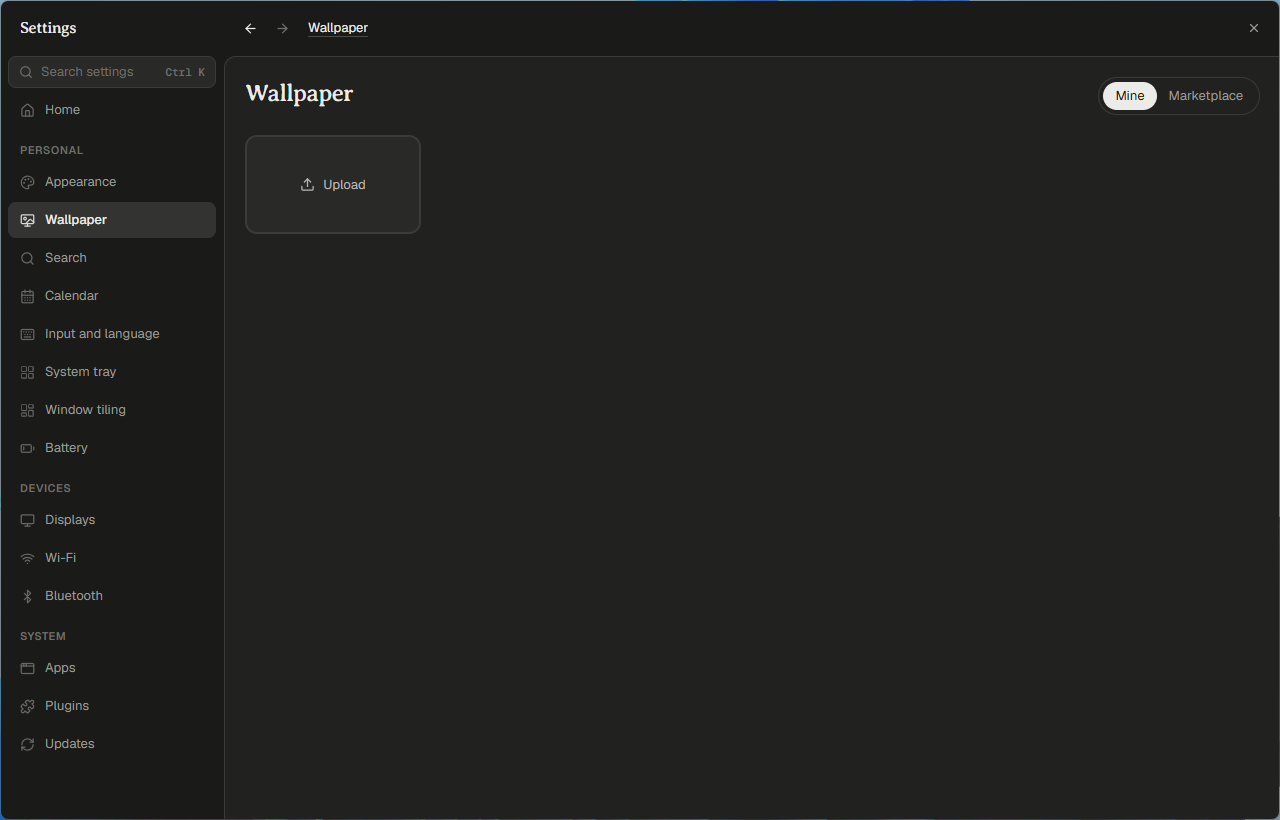 Settings
Wallpaper
Search settings Ctrl K
Home
PERSONAL
Appearance
Wallpaper
Search
Calendar
Input and language
System tray
Window tiling
Battery
DEVICES
Displays
Wi-Fi
Bluetooth
SYSTEM
Apps
Plugins
Updates
Wallpaper
Mine Marketplace
Upload